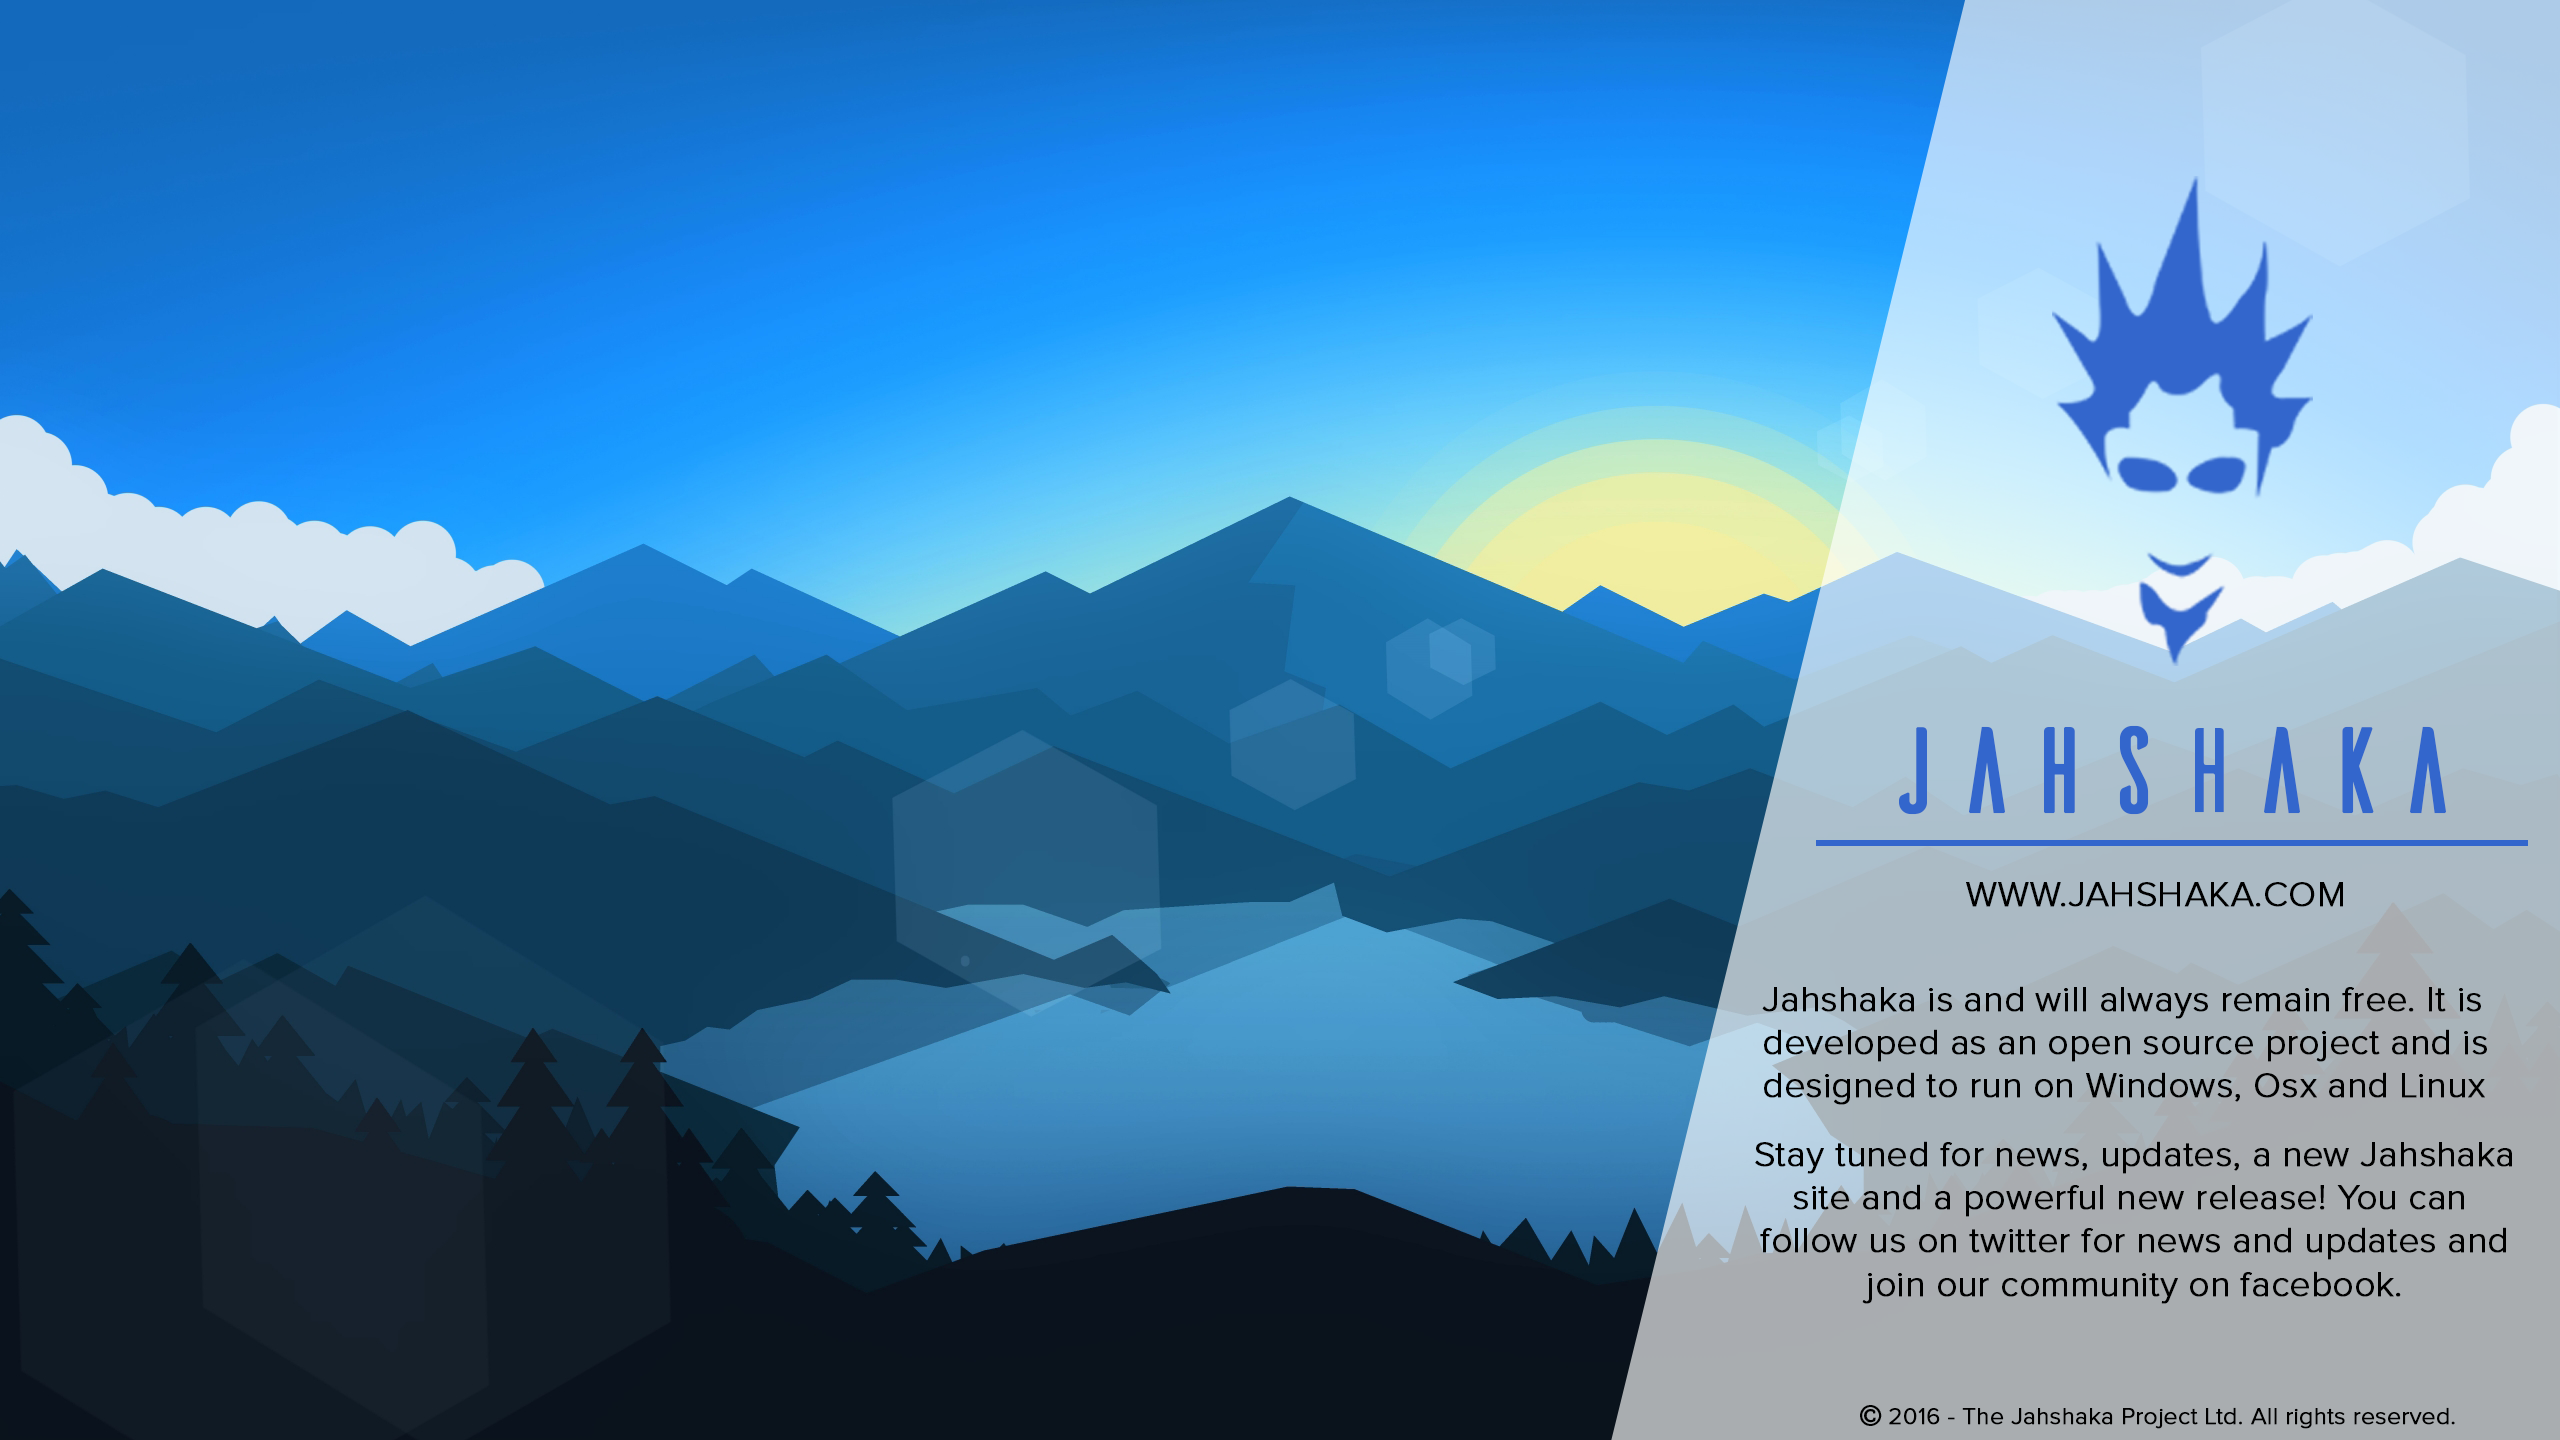 JAHSHAKA
WWW.JAHSHAKA.COM
Jahshaka is and will always remain free. It is
developed as an open source project and is
designed to run on Windows, Osx and Linux
Stay tuned for news, updates, a new Jahshaka
site and a powerful new release! You can
follow us on twitter for news and updates and
join our community on facebook.
© 2016 - The Jahshaka Project Ltd. All rights reserved.